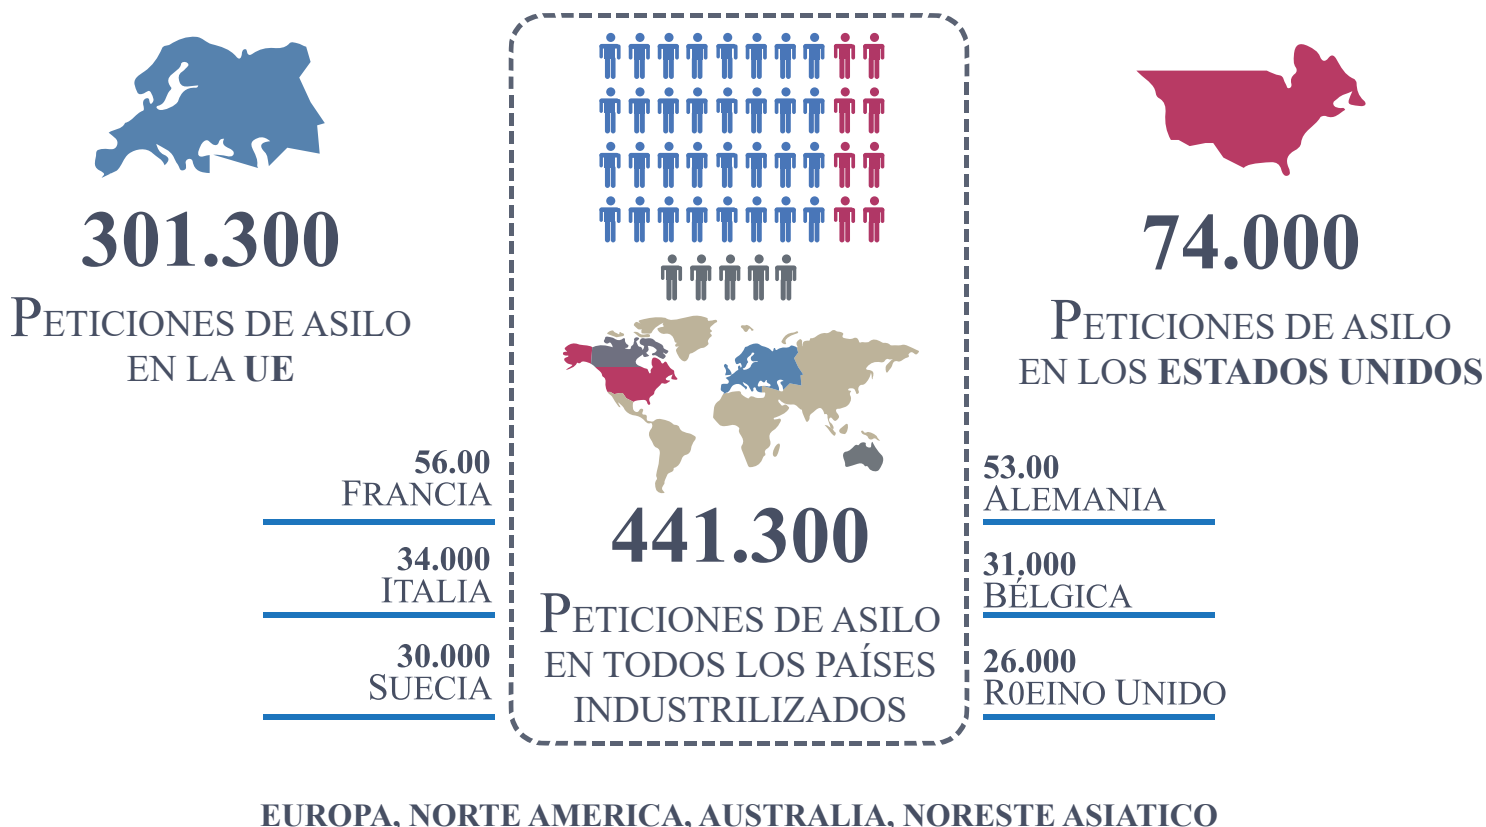 301.300
PETICIONES DE ASILO
EN LA UE
56.00
FRANCIA
34.000
ITALIA
30.000
SUECIA
441.300
PETICIONES DE ASILO
EN TODOS LOS PAÍSES
INDUSTRILIZADOS
74.000
PETICIONES DE ASILO
EN LOS ESTADOS UNIDOS
53.00
ALEMANIA
31.000
BÉLGICA
26.000
R0EINO UNIDO
EUROPA, NORTE AMERICA, AUSTRALIA, NORESTE ASIATICO